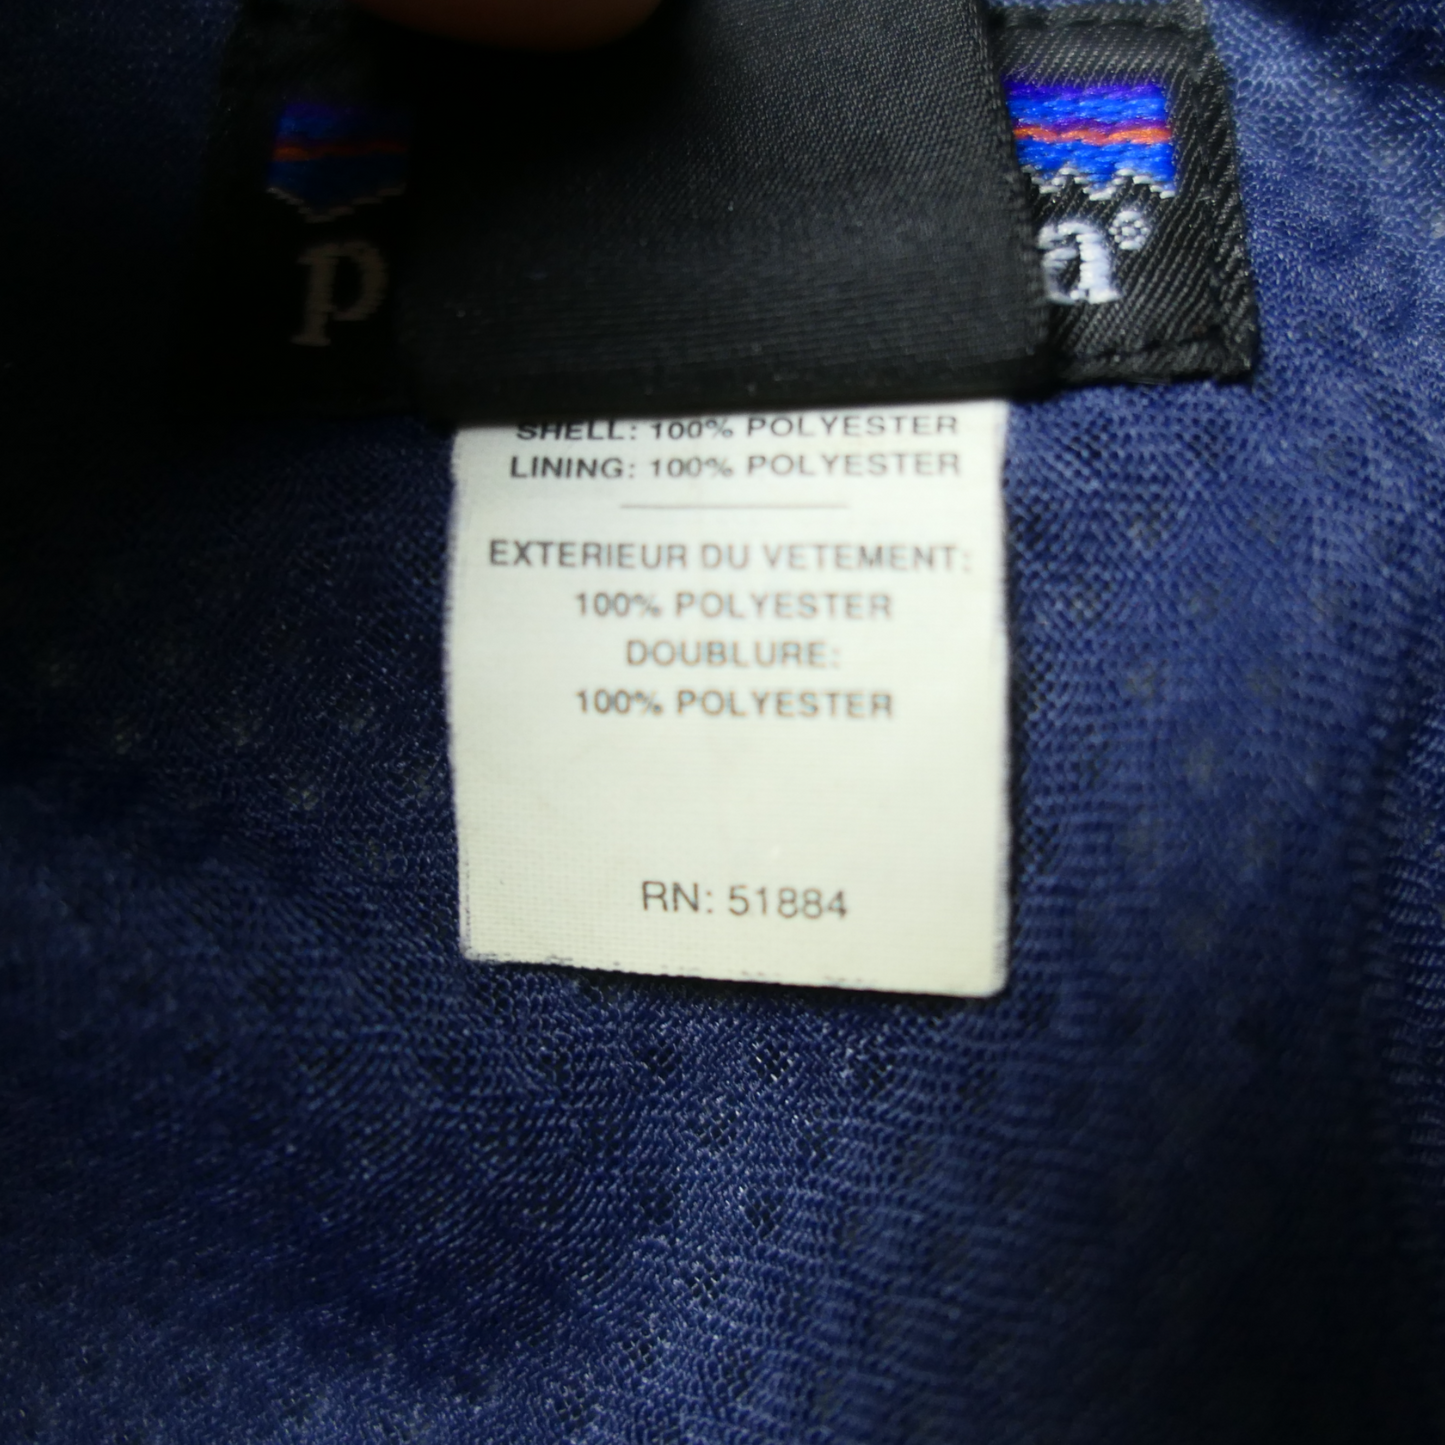 p a®
SHELL: 100% POLYESTER
LINING: 100% POLYESTER
EXTERIEUR DU VETEMENT:
100% POLYESTER
DOUBLURE:
100% POLYESTER
RN: 51884